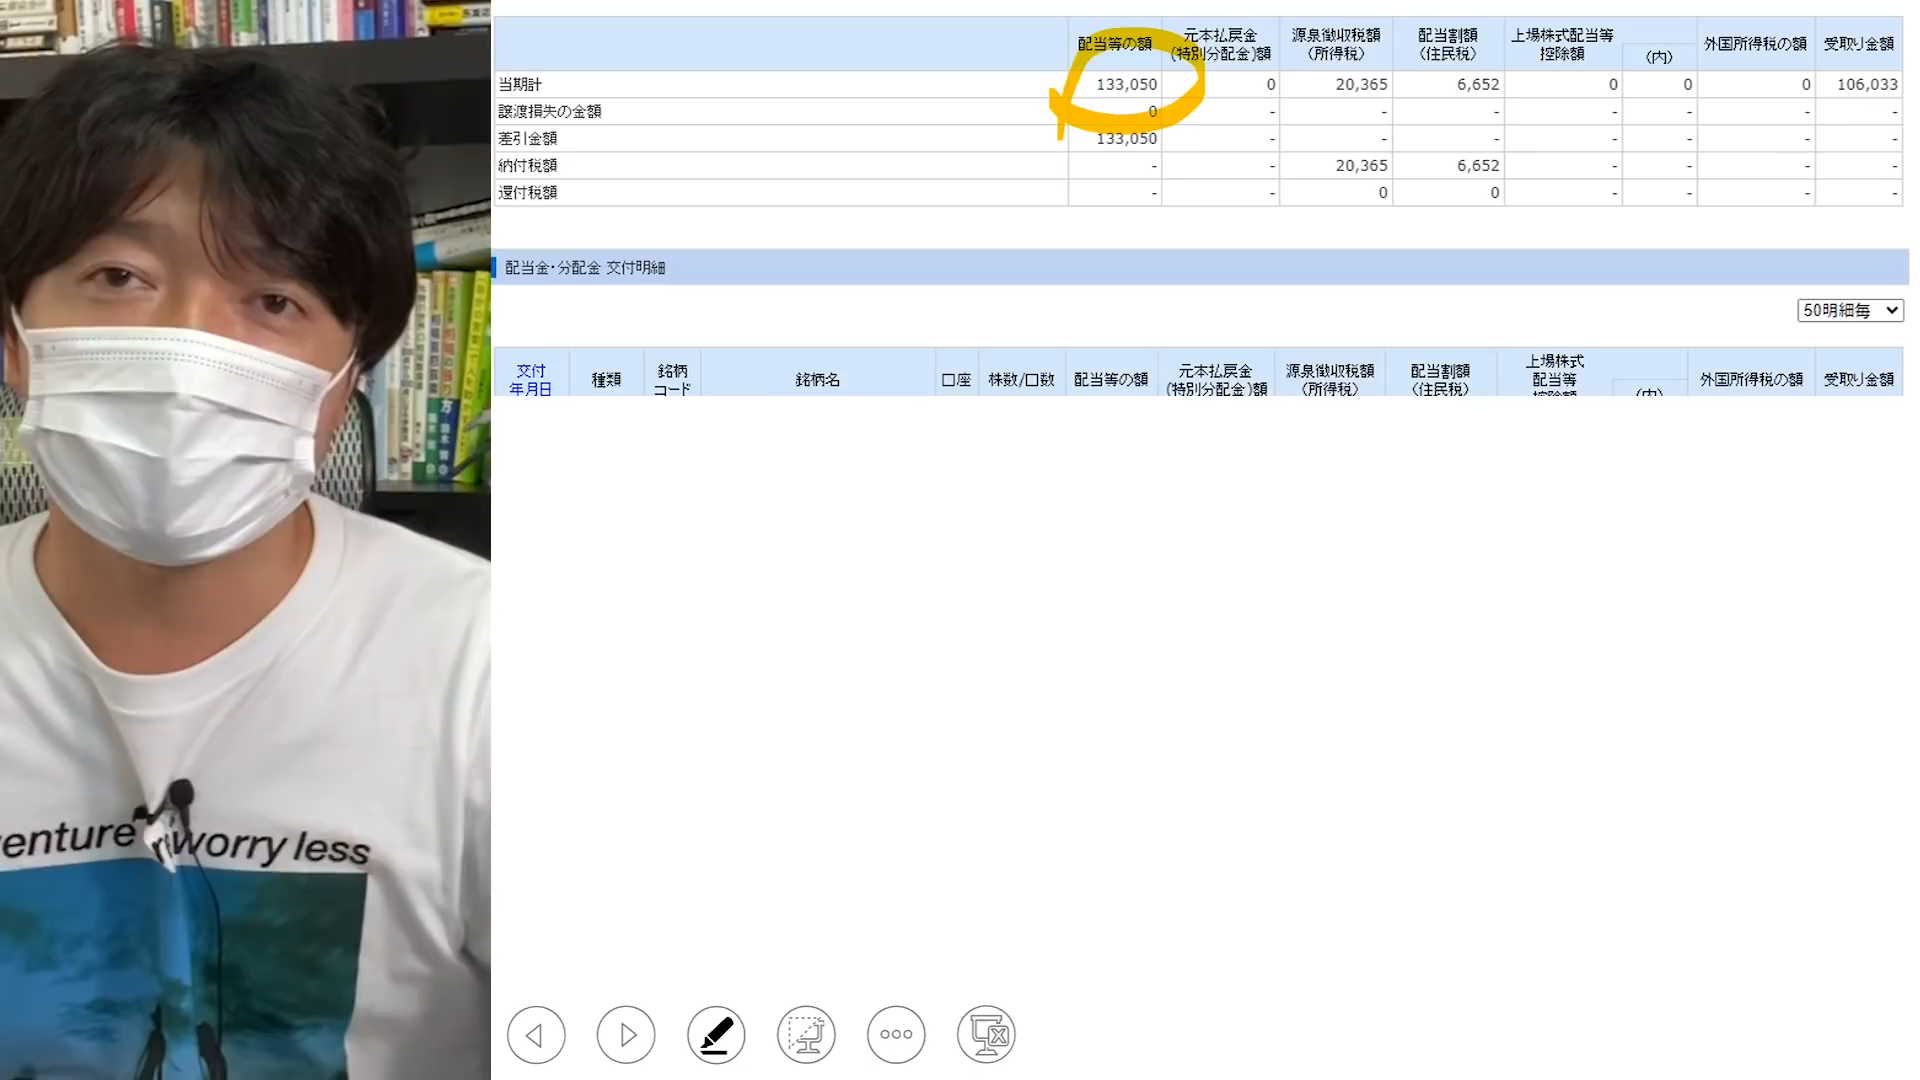 配当等の額 元本払戻金(特別分配金)額 源泉徴収税額(所得税) 配当割額(住民税) 上場株式配当等控除額 (内) 外国所得税の額 受取り金額
当期計 133,050 0 20,365 6,652 0 0 0 106,033
譲渡損失の金額 0 - - - - - - -
差引金額 133,050 - - - - - - -
納付税額 - - 20,365 6,652 - - - -
還付税額 - - 0 0 - - - -
配当金・分配金 交付明細
50明細毎
交付年月日 種類 銘柄コード 銘柄名 口座 株数/口数 配当等の額 元本払戻金(特別分配金)額 源泉徴収税額(所得税) 配当割額(住民税) 上場株式配当等控除額 (内) 外国所得税の額 受取り金額
enture worry less